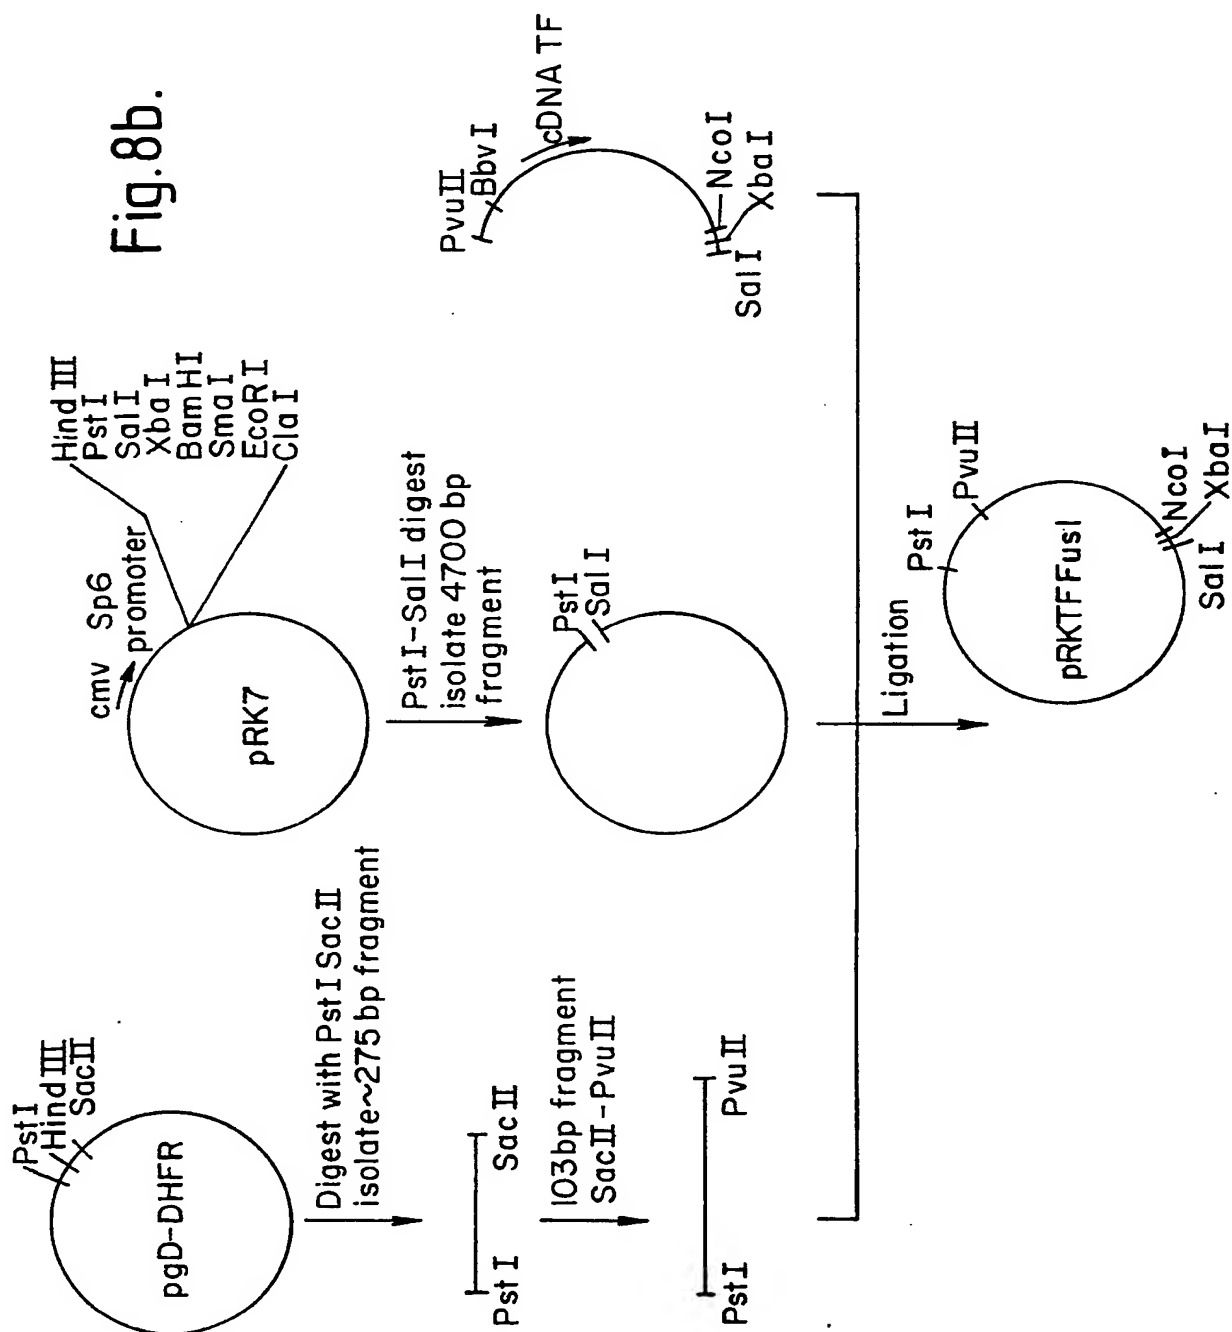 Fig.8b.
PstI
HindIII
SacII
pgD-DHFR
Digest with PstI SacII
isolate~275bp fragment
PstI
SacII
103bp fragment
SacII-PvuII
PstI
PvuII
cmv
Sp6
promoter
HindIII
PstI
SalI
XbaI
BamHI
SmaI
EcoRI
ClaI
pRK7
PstI-SalI digest
isolate 4700 bp
fragment
PstI
SalI
PvuII
BbvI
cDNA TF
NcoI
XbaI
SalI
Ligation
PstI
PvuII
pRKTFFusI
NcoI
XbaI
SalI